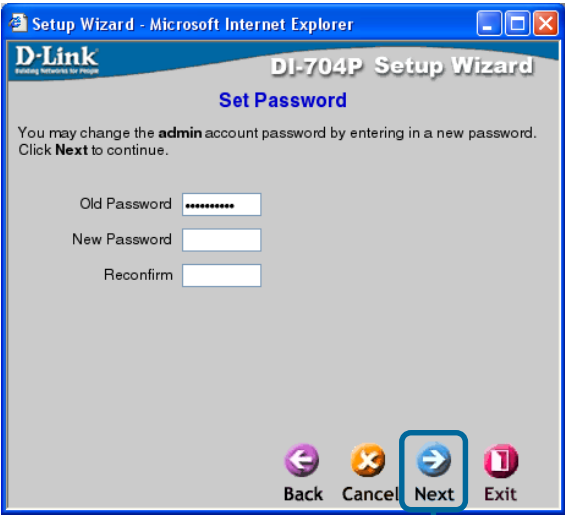 Setup Wizard - Microsoft Internet Explorer
D-Link
Building Networks for People
DI-704P Setup Wizard
Set Password
You may change the admin account password by entering in a new password.
Click Next to continue.
Old Password ••••••••••
New Password
Reconfirm
Back Cancel Next Exit